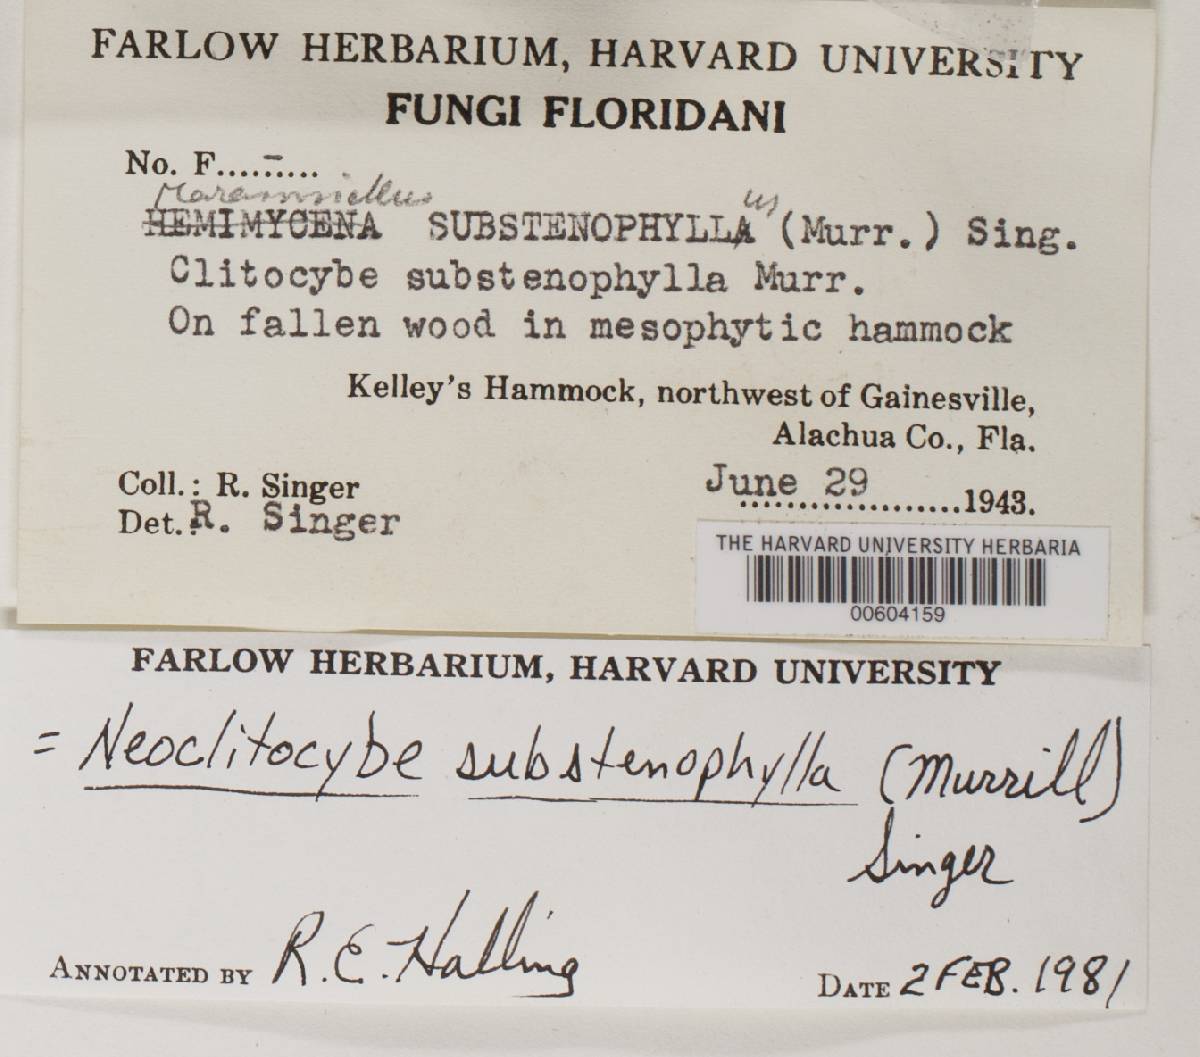 FARLOW HERBARIUM, HARVARD UNIVERSITY
FUNGI FLORIDANI
No. F....-....
Marasmiellus us
HEMIMYCENA SUBSTENOPHYLLA (Murr.) Sing.
Clitocybe substenophylla Murr.
On fallen wood in mesophytic hammock
Kelley's Hammock, northwest of Gainesville,
Alachua Co., Fla.
Coll.: R. Singer
June 29 ...................1943.
Det.: R. Singer
THE HARVARD UNIVERSITY HERBARIA
00604159
FARLOW HERBARIUM, HARVARD UNIVERSITY
= Neoclitocybe substenophylla (Murrill)
Singer
ANNOTATED BY R.E. Halling
DATE 2 FEB. 1981